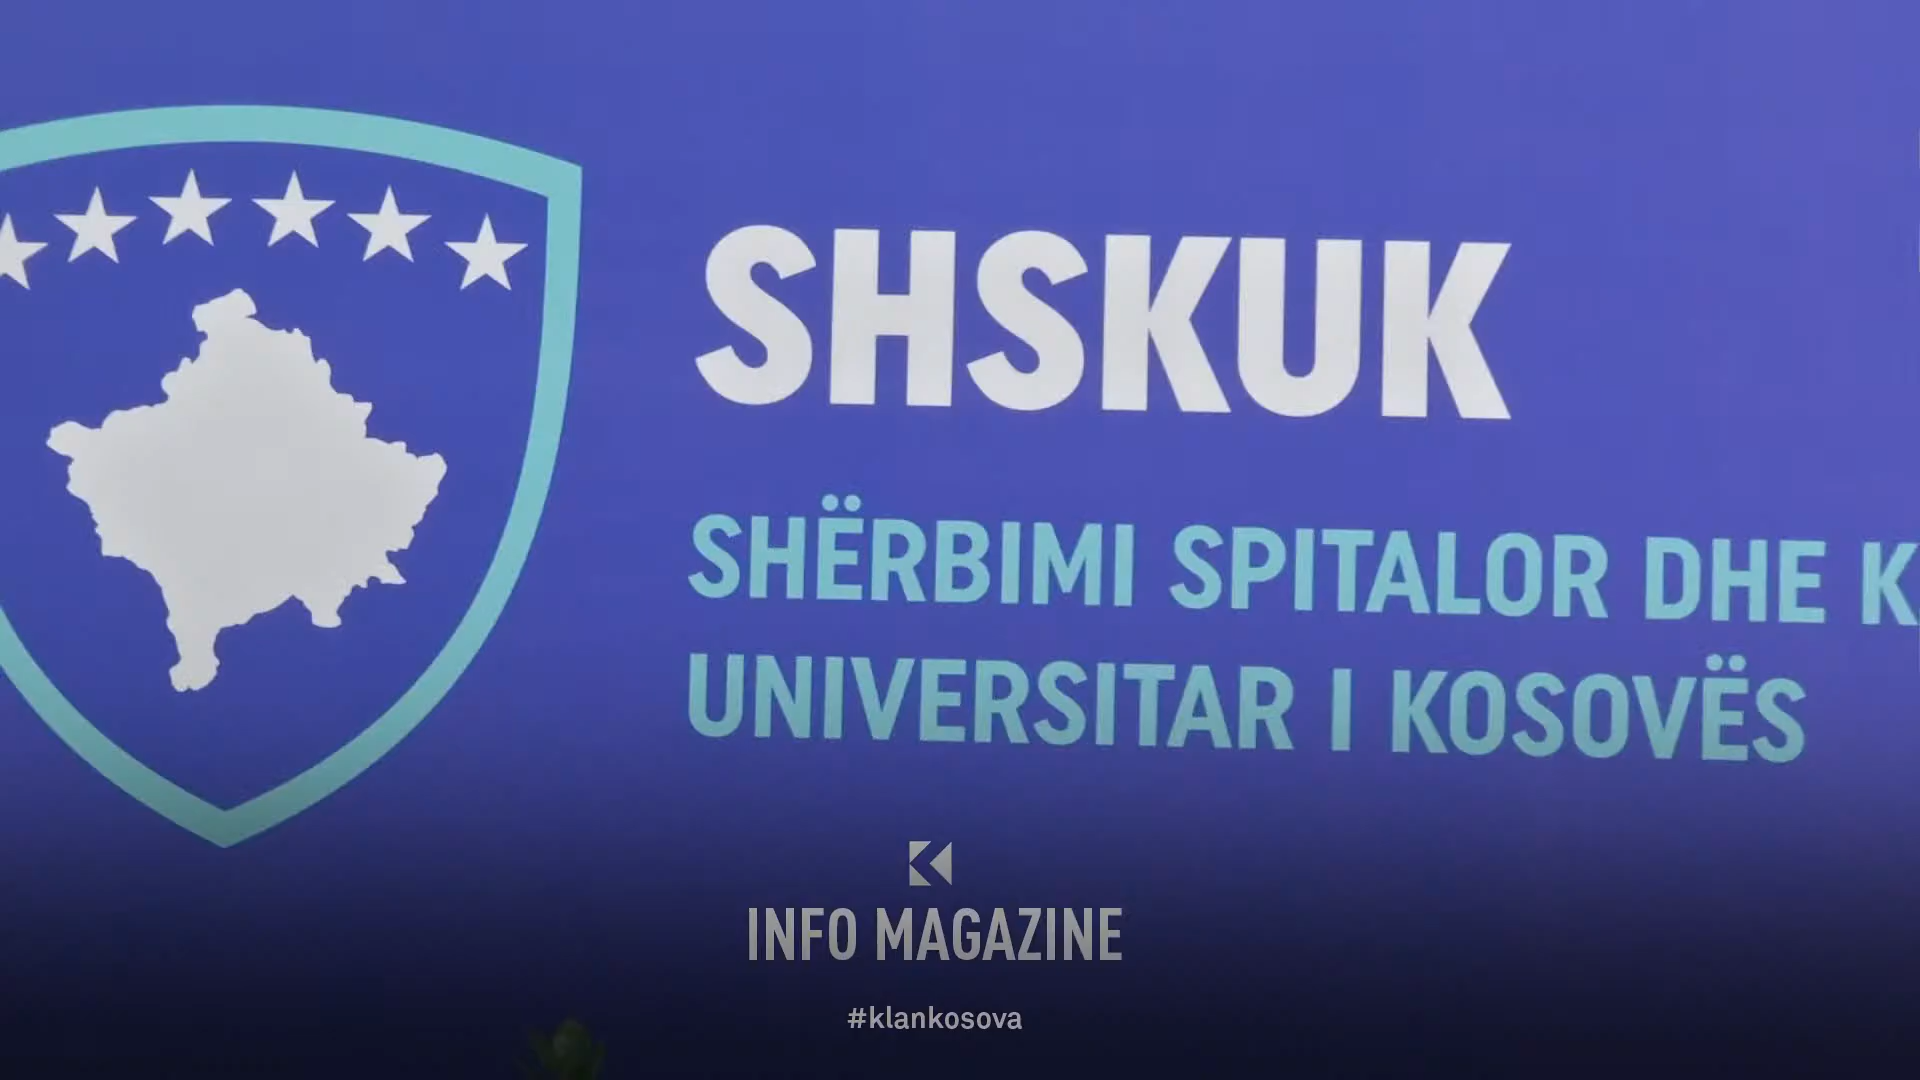 SHSKUK
SHËRBIMI SPITALOR DHE K
UNIVERSITAR I KOSOVËS
INFO MAGAZINE
#klankosova